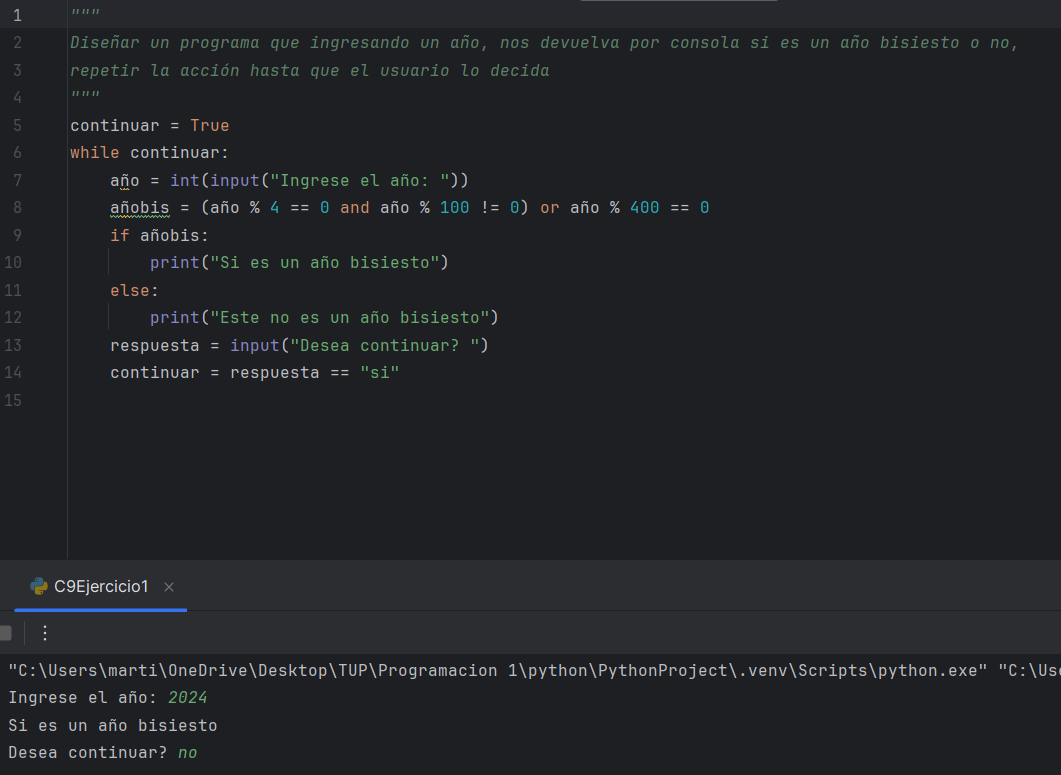 1 """
2 Diseñar un programa que ingresando un año, nos devuelva por consola si es un año bisiesto o no,
3 repetir la acción hasta que el usuario lo decida
4 """
5 continuar = True
6 while continuar:
7     año = int(input("Ingrese el año: "))
8     añobis = (año % 4 == 0 and año % 100 != 0) or año % 400 == 0
9     if añobis:
10         print("Si es un año bisiesto")
11     else:
12         print("Este no es un año bisiesto")
13     respuesta = input("Desea continuar? ")
14     continuar = respuesta == "si"
15
C9Ejercicio1
"C:\Users\marti\OneDrive\Desktop\TUP\Programacion 1\python\PythonProject\.venv\Scripts\python.exe" "C:\Us
Ingrese el año: 2024
Si es un año bisiesto
Desea continuar? no